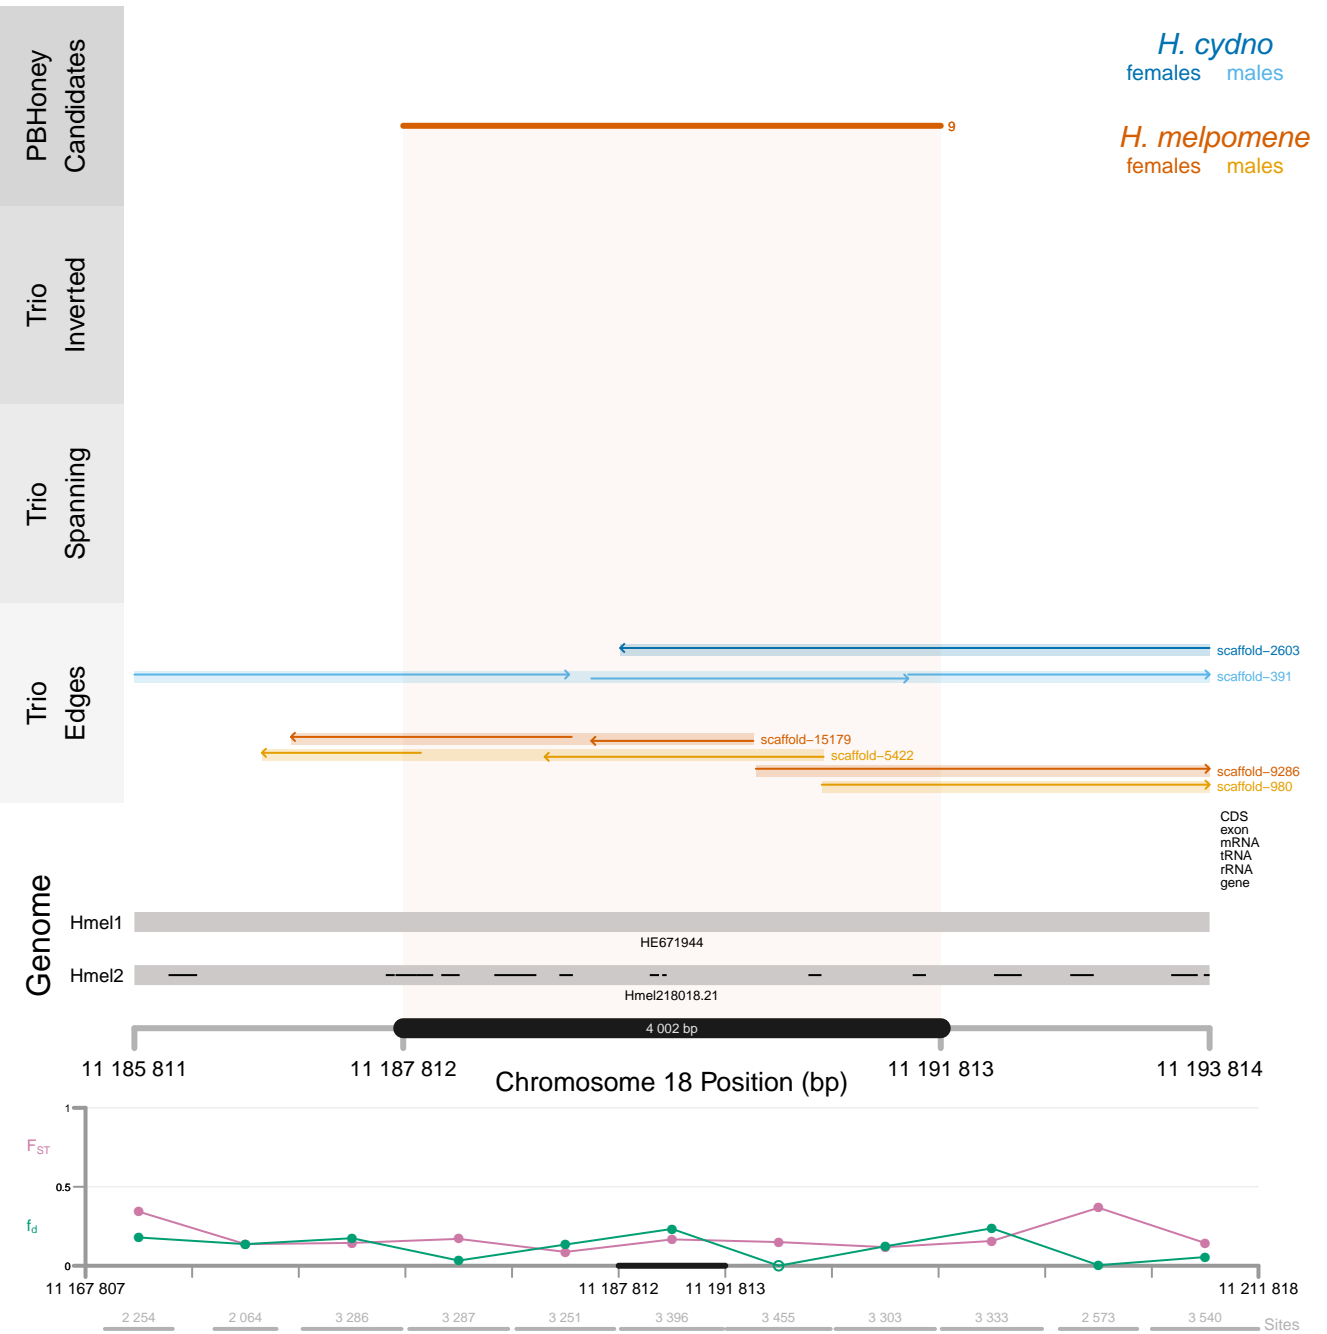 PBHoney
Candidates
H. cydno
females males
9
H. melpomene
females males
Trio
Inverted
Trio
Spanning
Trio
Edges
scaffold−2603
scaffold−391
scaffold−15179
scaffold−5422
scaffold−9286
scaffold−980
CDS
exon
mRNA
tRNA
rRNA
gene
Genome
Hmel1
HE671944
Hmel2
Hmel218018.21
4 002 bp
11 185 811 11 187 812 11 191 813 11 193 814
Chromosome 18 Position (bp)
1
FST
0.5
fd
0
11 167 807 11 187 812 11 191 813 11 211 818
2 254 2 064 3 286 3 287 3 251 3 396 3 455 3 303 3 333 2 573 3 540 Sites